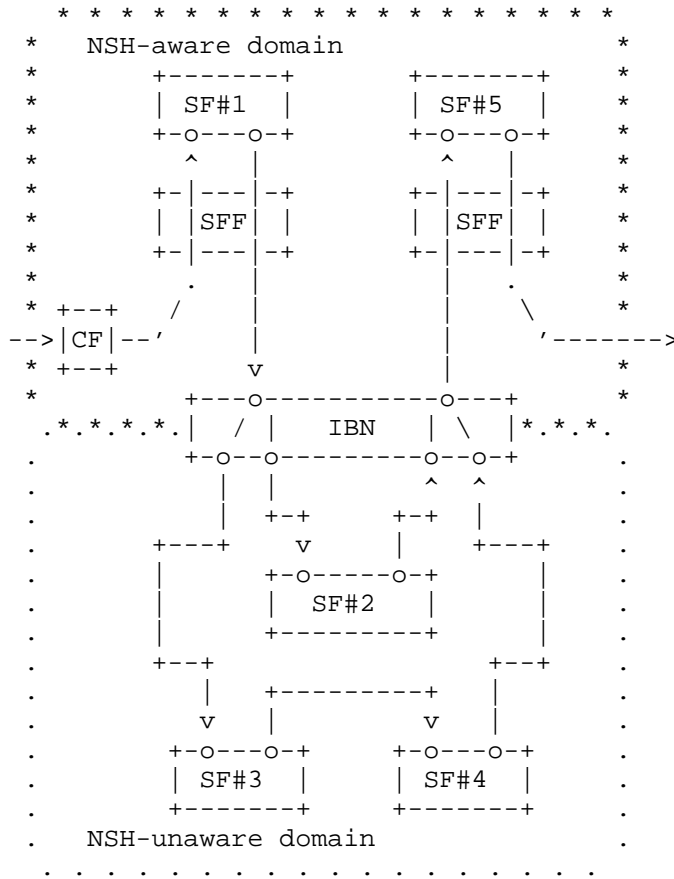 NSH-aware domain
SF#1 SF#5
SFF SFF
CF
IBN
SF#2
SF#3 SF#4
NSH-unaware domain